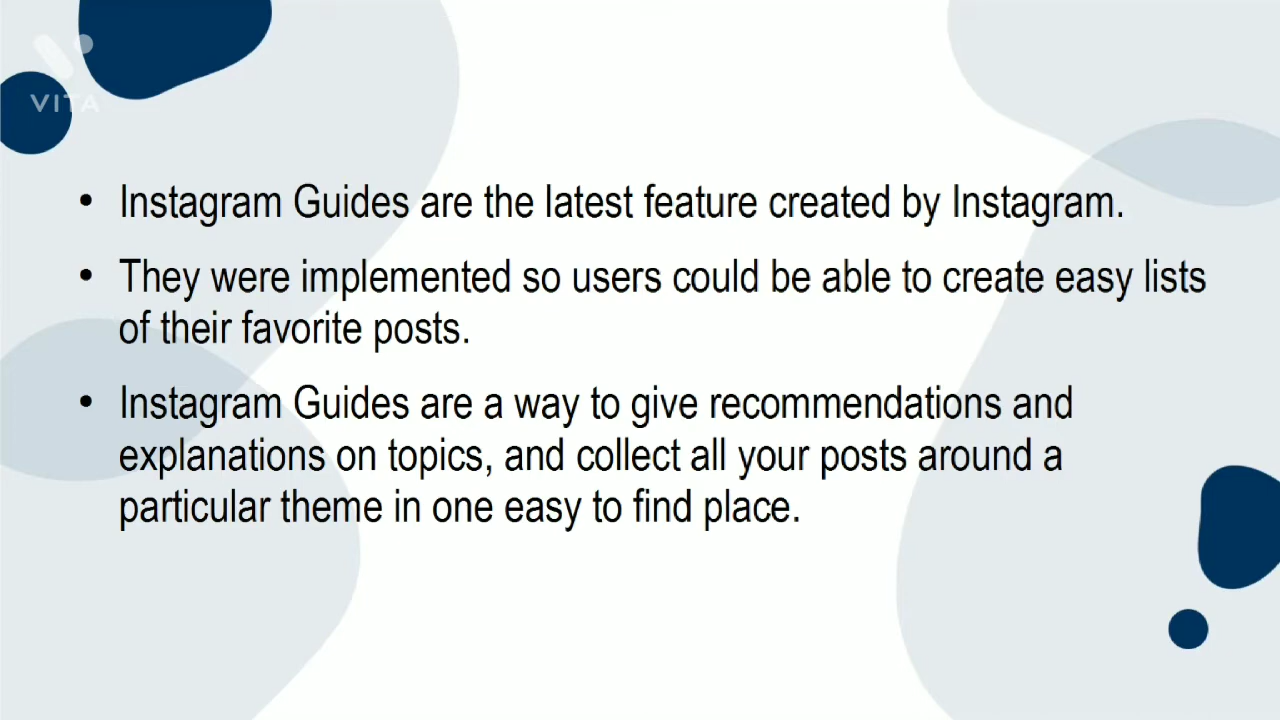 VITA
• Instagram Guides are the latest feature created by Instagram.
• They were implemented so users could be able to create easy lists
of their favorite posts.
• Instagram Guides are a way to give recommendations and
explanations on topics, and collect all your posts around a
particular theme in one easy to find place.